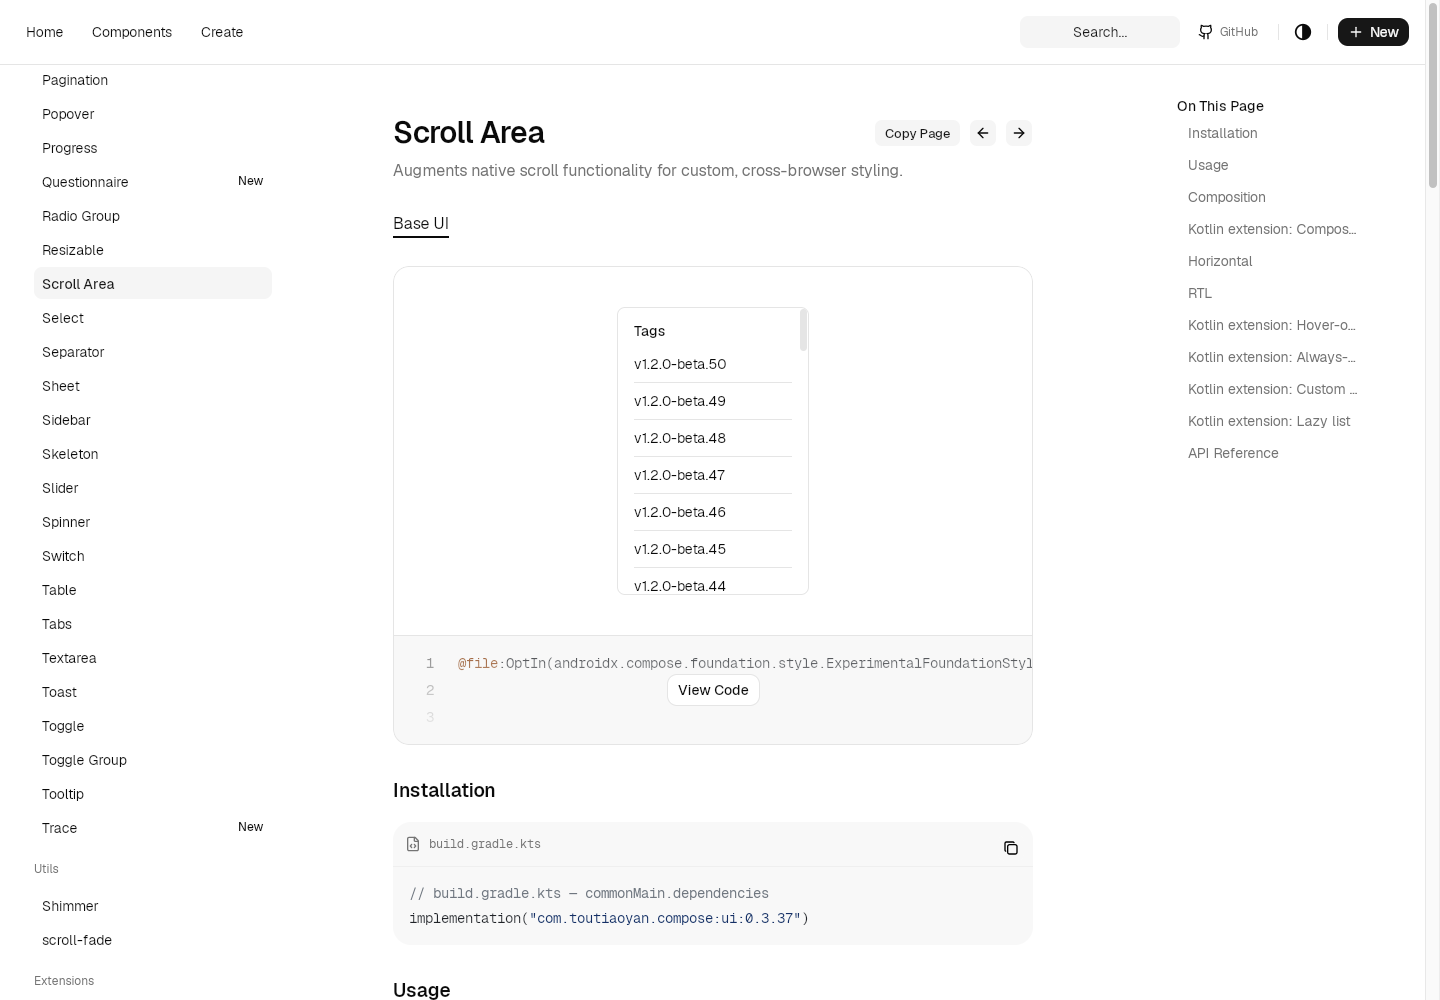 Home
Components
Create
Search...
GitHub
New
Pagination
Popover
Progress
Questionnaire New
Radio Group
Resizable
Scroll Area
Select
Separator
Sheet
Sidebar
Skeleton
Slider
Spinner
Switch
Table
Tabs
Textarea
Toast
Toggle
Toggle Group
Tooltip
Trace New
Utils
Shimmer
scroll-fade
Extensions
Scroll Area
Copy Page
Augments native scroll functionality for custom, cross-browser styling.
Base UI
Tags
v1.2.0-beta.50
v1.2.0-beta.49
v1.2.0-beta.48
v1.2.0-beta.47
v1.2.0-beta.46
v1.2.0-beta.45
v1.2.0-beta.44
1 @file:OptIn(androidx.compose.foundation.style.ExperimentalFoundationStyl
2
View Code
3
Installation
build.gradle.kts
// build.gradle.kts — commonMain.dependencies
implementation("com.toutiaoyan.compose:ui:0.3.37")
Usage
On This Page
Installation
Usage
Composition
Kotlin extension: Compos…
Horizontal
RTL
Kotlin extension: Hover-o…
Kotlin extension: Always-…
Kotlin extension: Custom …
Kotlin extension: Lazy list
API Reference